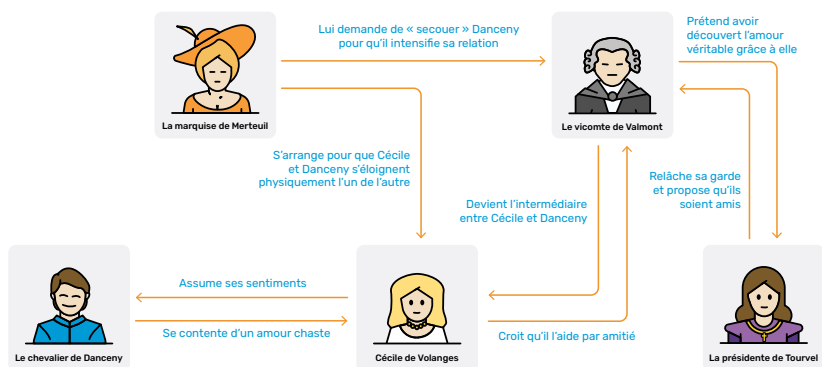 Lui demande de « secouer » Danceny
pour qu'il intensifie sa relation
Prétend avoir
découvert l'amour
véritable grâce à elle
La marquise de Merteuil
Le vicomte de Valmont
S'arrange pour que Cécile
et Danceny s'éloignent
physiquement l'un de l'autre
Relâche sa garde
et propose qu'ils
soient amis
Devient l'intermédiaire
entre Cécile et Danceny
Assume ses sentiments
Se contente d'un amour chaste
Croit qu'il l'aide par amitié
Le chevalier de Danceny
Cécile de Volanges
La présidente de Tourvel